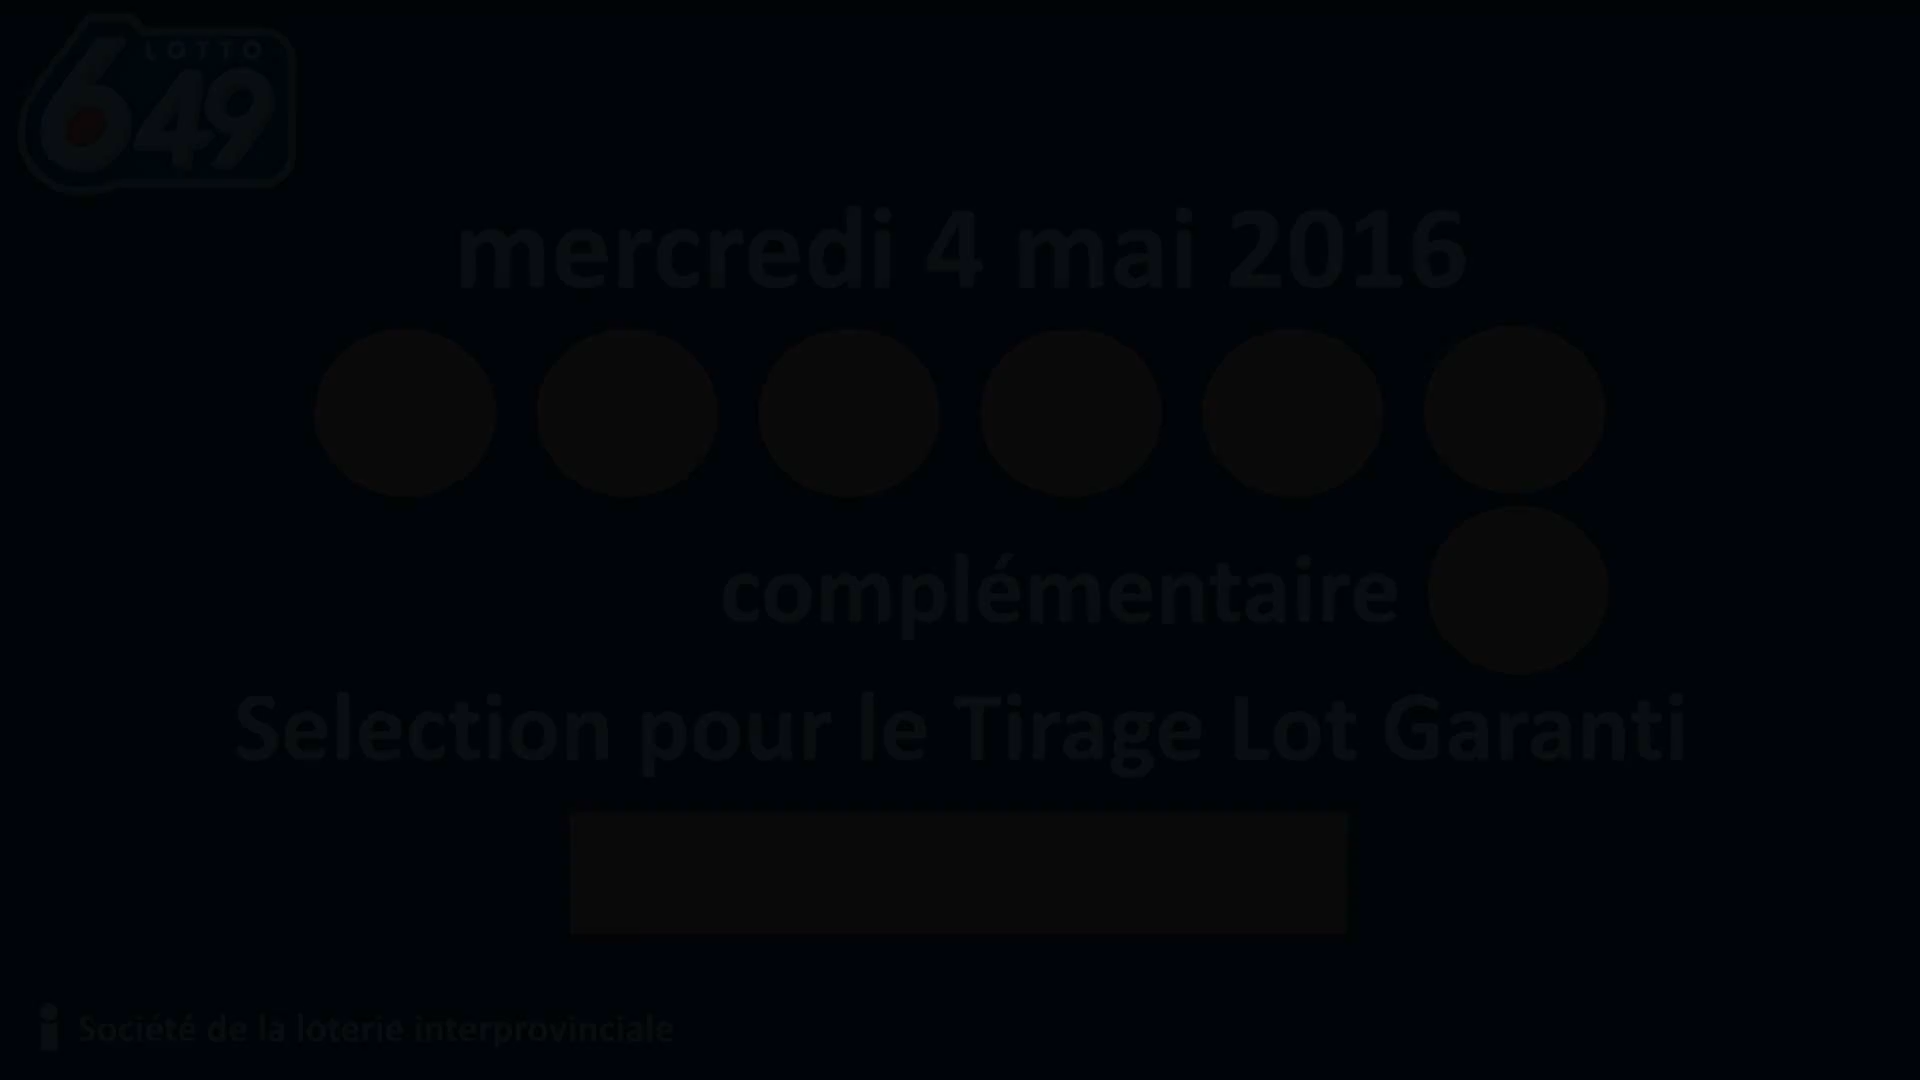 LOTTO
649
mercredi 4 mai 2016
complémentaire
Selection pour le Tirage Lot Garanti
Société de la loterie interprovinciale